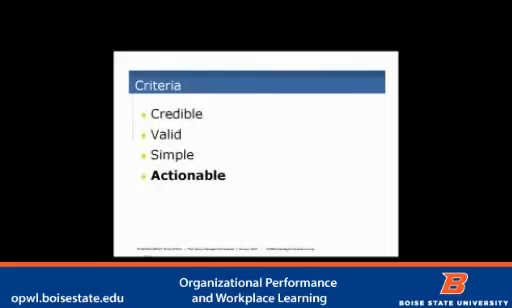 Criteria
Credible
Valid
Simple
Actionable
opwl.boisestate.edu
Organizational Performance
and Workplace Learning
B
BOISE STATE UNIVERSITY